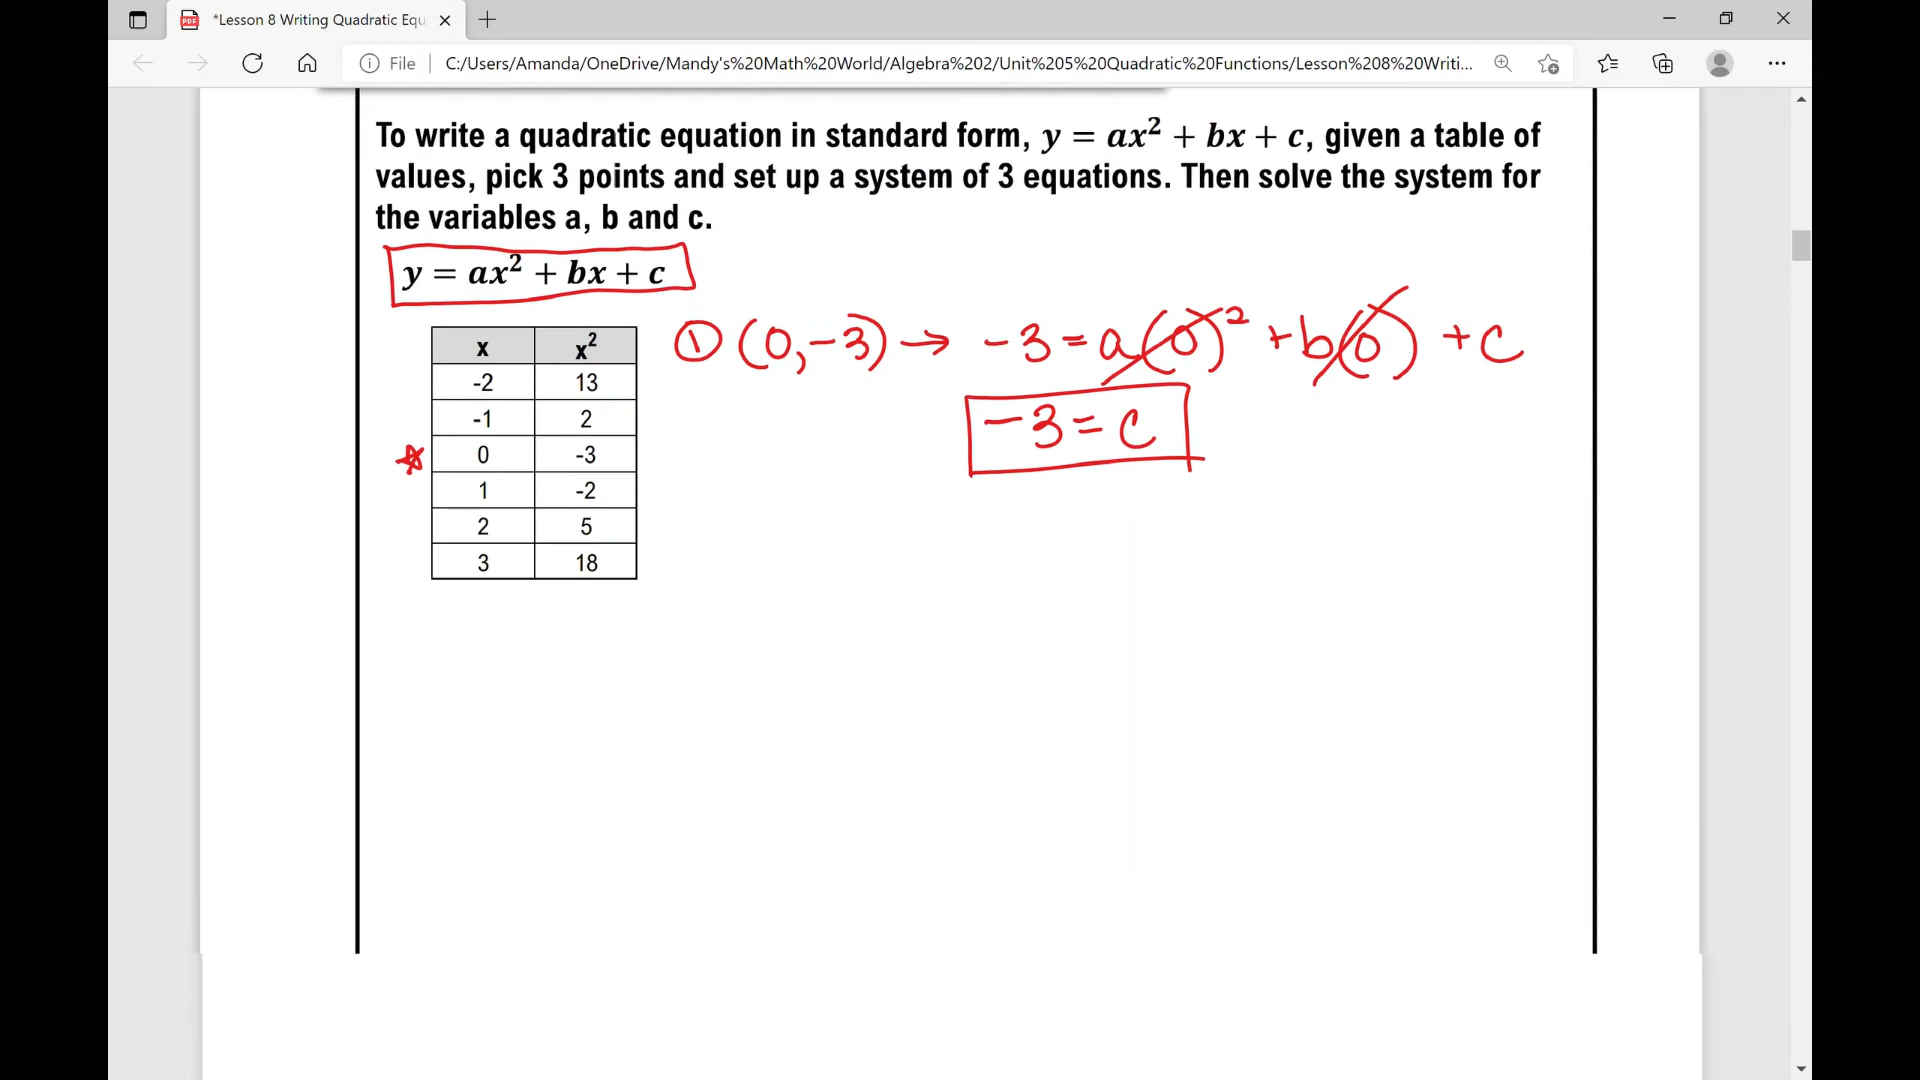 *Lesson 8 Writing Quadratic Equ
File
C:/Users/Amanda/OneDrive/Mandy's%20Math%20World/Algebra%202/Unit%205%20Quadratic%20Functions/Lesson%208%20Writi...
To write a quadratic equation in standard form, y = ax² + bx + c, given a table of
values, pick 3 points and set up a system of 3 equations. Then solve the system for
the variables a, b and c.
y = ax² + bx + c
① (0, -3) → -3 = a(0)² + b(0) + c
-3 = c
x x²
-2 13
-1 2
0 -3
1 -2
2 5
3 18